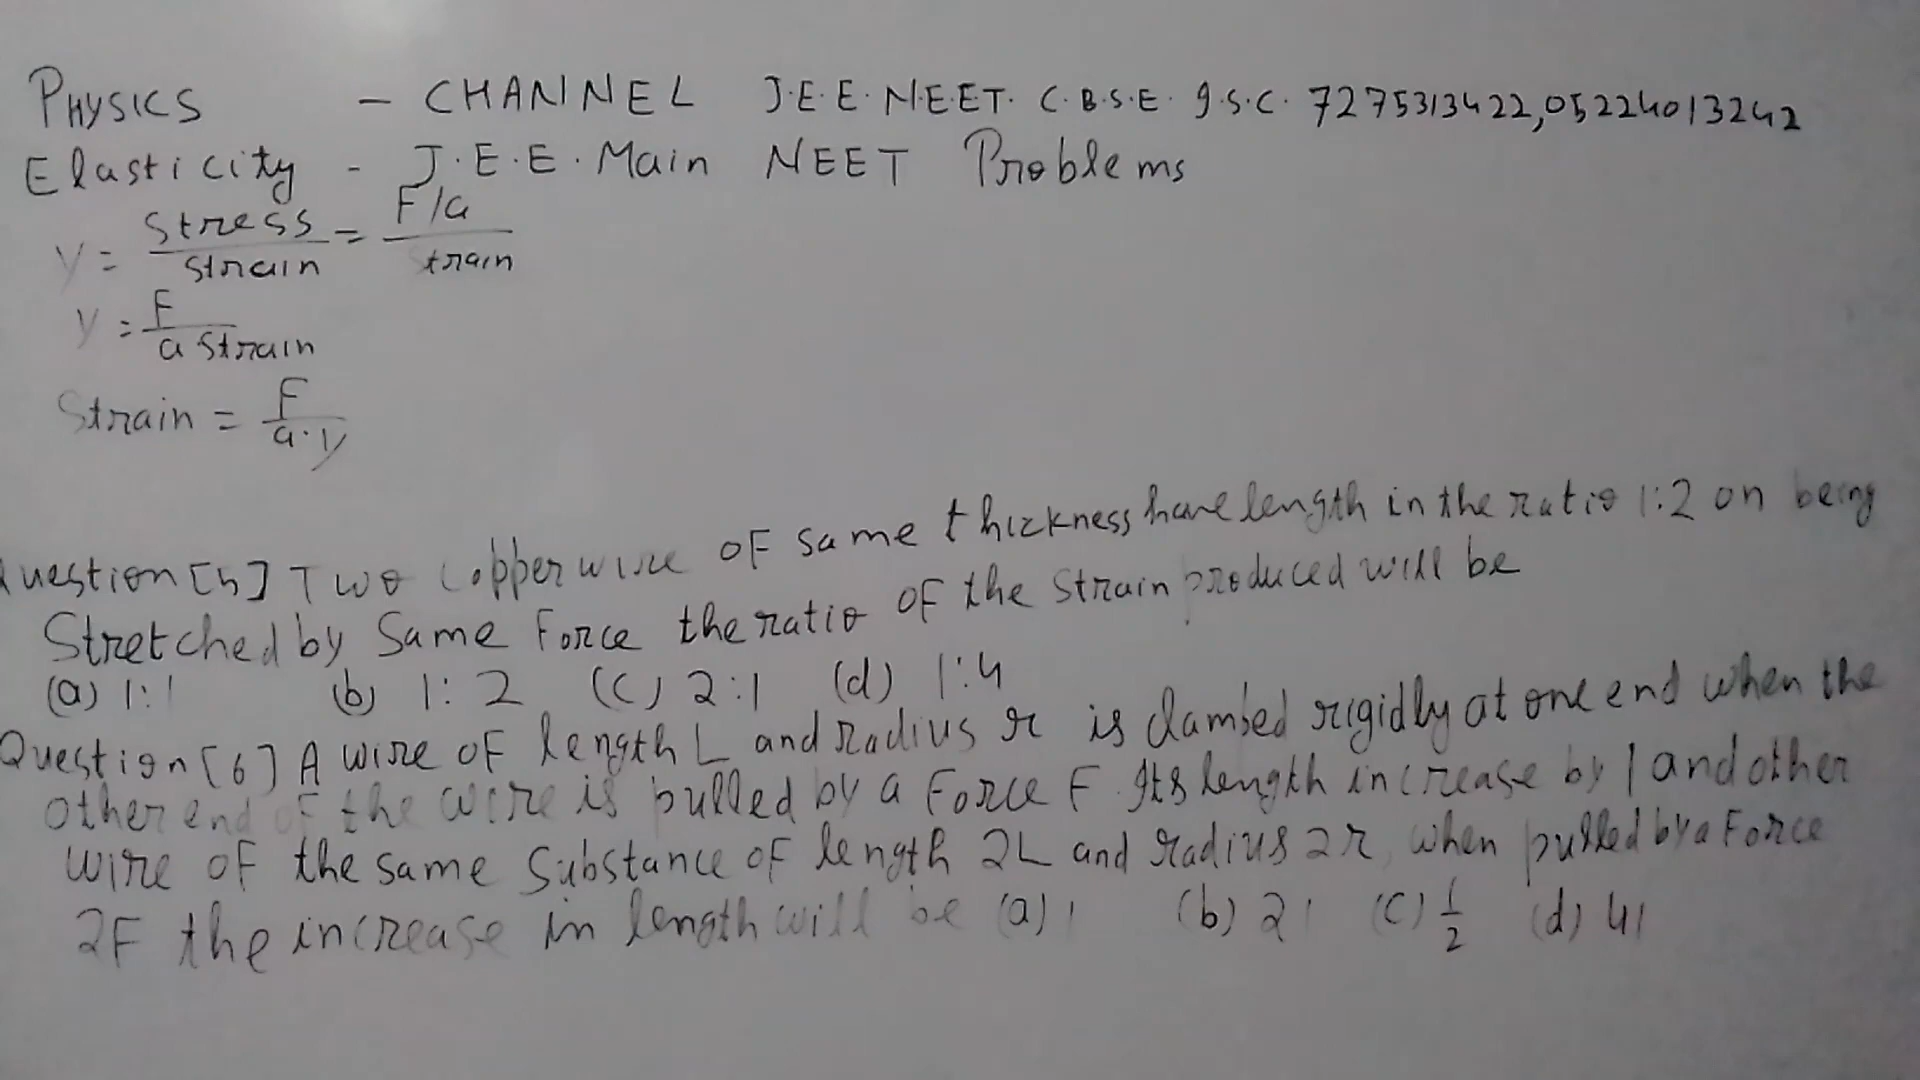 PHYSICS - CHANNEL J.E.E. N.E.E.T. C.B.S.E. I.S.C. 7275313422,05224013242
Elasticity - J.E.E. Main NEET Problems
Y = Stress/Strain = F/a/Strain
Y = F/a Strain
Strain = F/a.Y
Question [5] Two Copper wire of same thickness have length in the ratio 1:2 on being
Stretched by Same Force the ratio of the Strain produced will be
(a) 1:1 (b) 1:2 (c) 2:1 (d) 1:4
Question [6] A wire of length L and radius r is clambed rigidly at one end when the
other end of the wire is pulled by a Force F. Its length increase by l and other
wire of the same Substance of length 2L and radius 2r, when pulled by a Force
2F the increase in length will be (a) l (b) 2l (c) l/2 (d) 4l